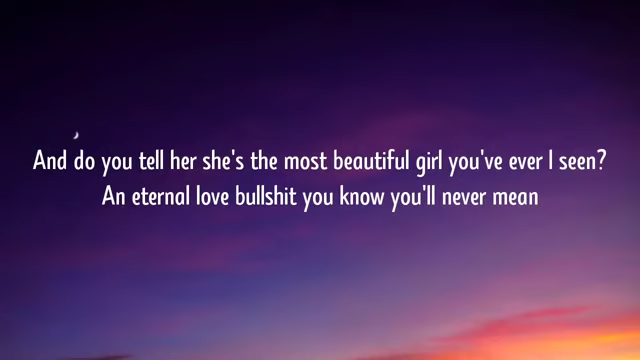 And do you tell her she's the most beautiful girl you've ever I seen?
An eternal love bullshit you know you'll never mean